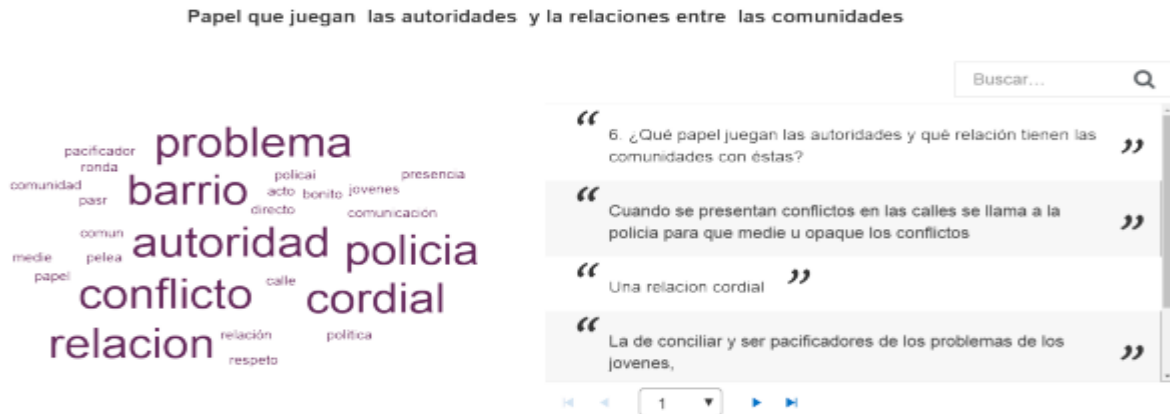 Papel que juegan las autoridades y la relaciones entre las comunidades
Buscar...
problema
pacificador
ronda
comunidad
pasr
barrio
policai
acto bonito jovenes
presencia
directo
comunicación
comun
autoridad
policia
medie
pelea
papel
conflicto
calle
cordial
relacion
relación
politica
respeto
“ 6. ¿Qué papel juegan las autoridades y qué relación tienen las
comunidades con éstas? ”
“ Cuando se presentan conflictos en las calles se llama a la
policia para que medie u opaque los conflictos ”
“ Una relacion cordial ”
“ La de conciliar y ser pacificadores de los problemas de los
jovenes, ”
1